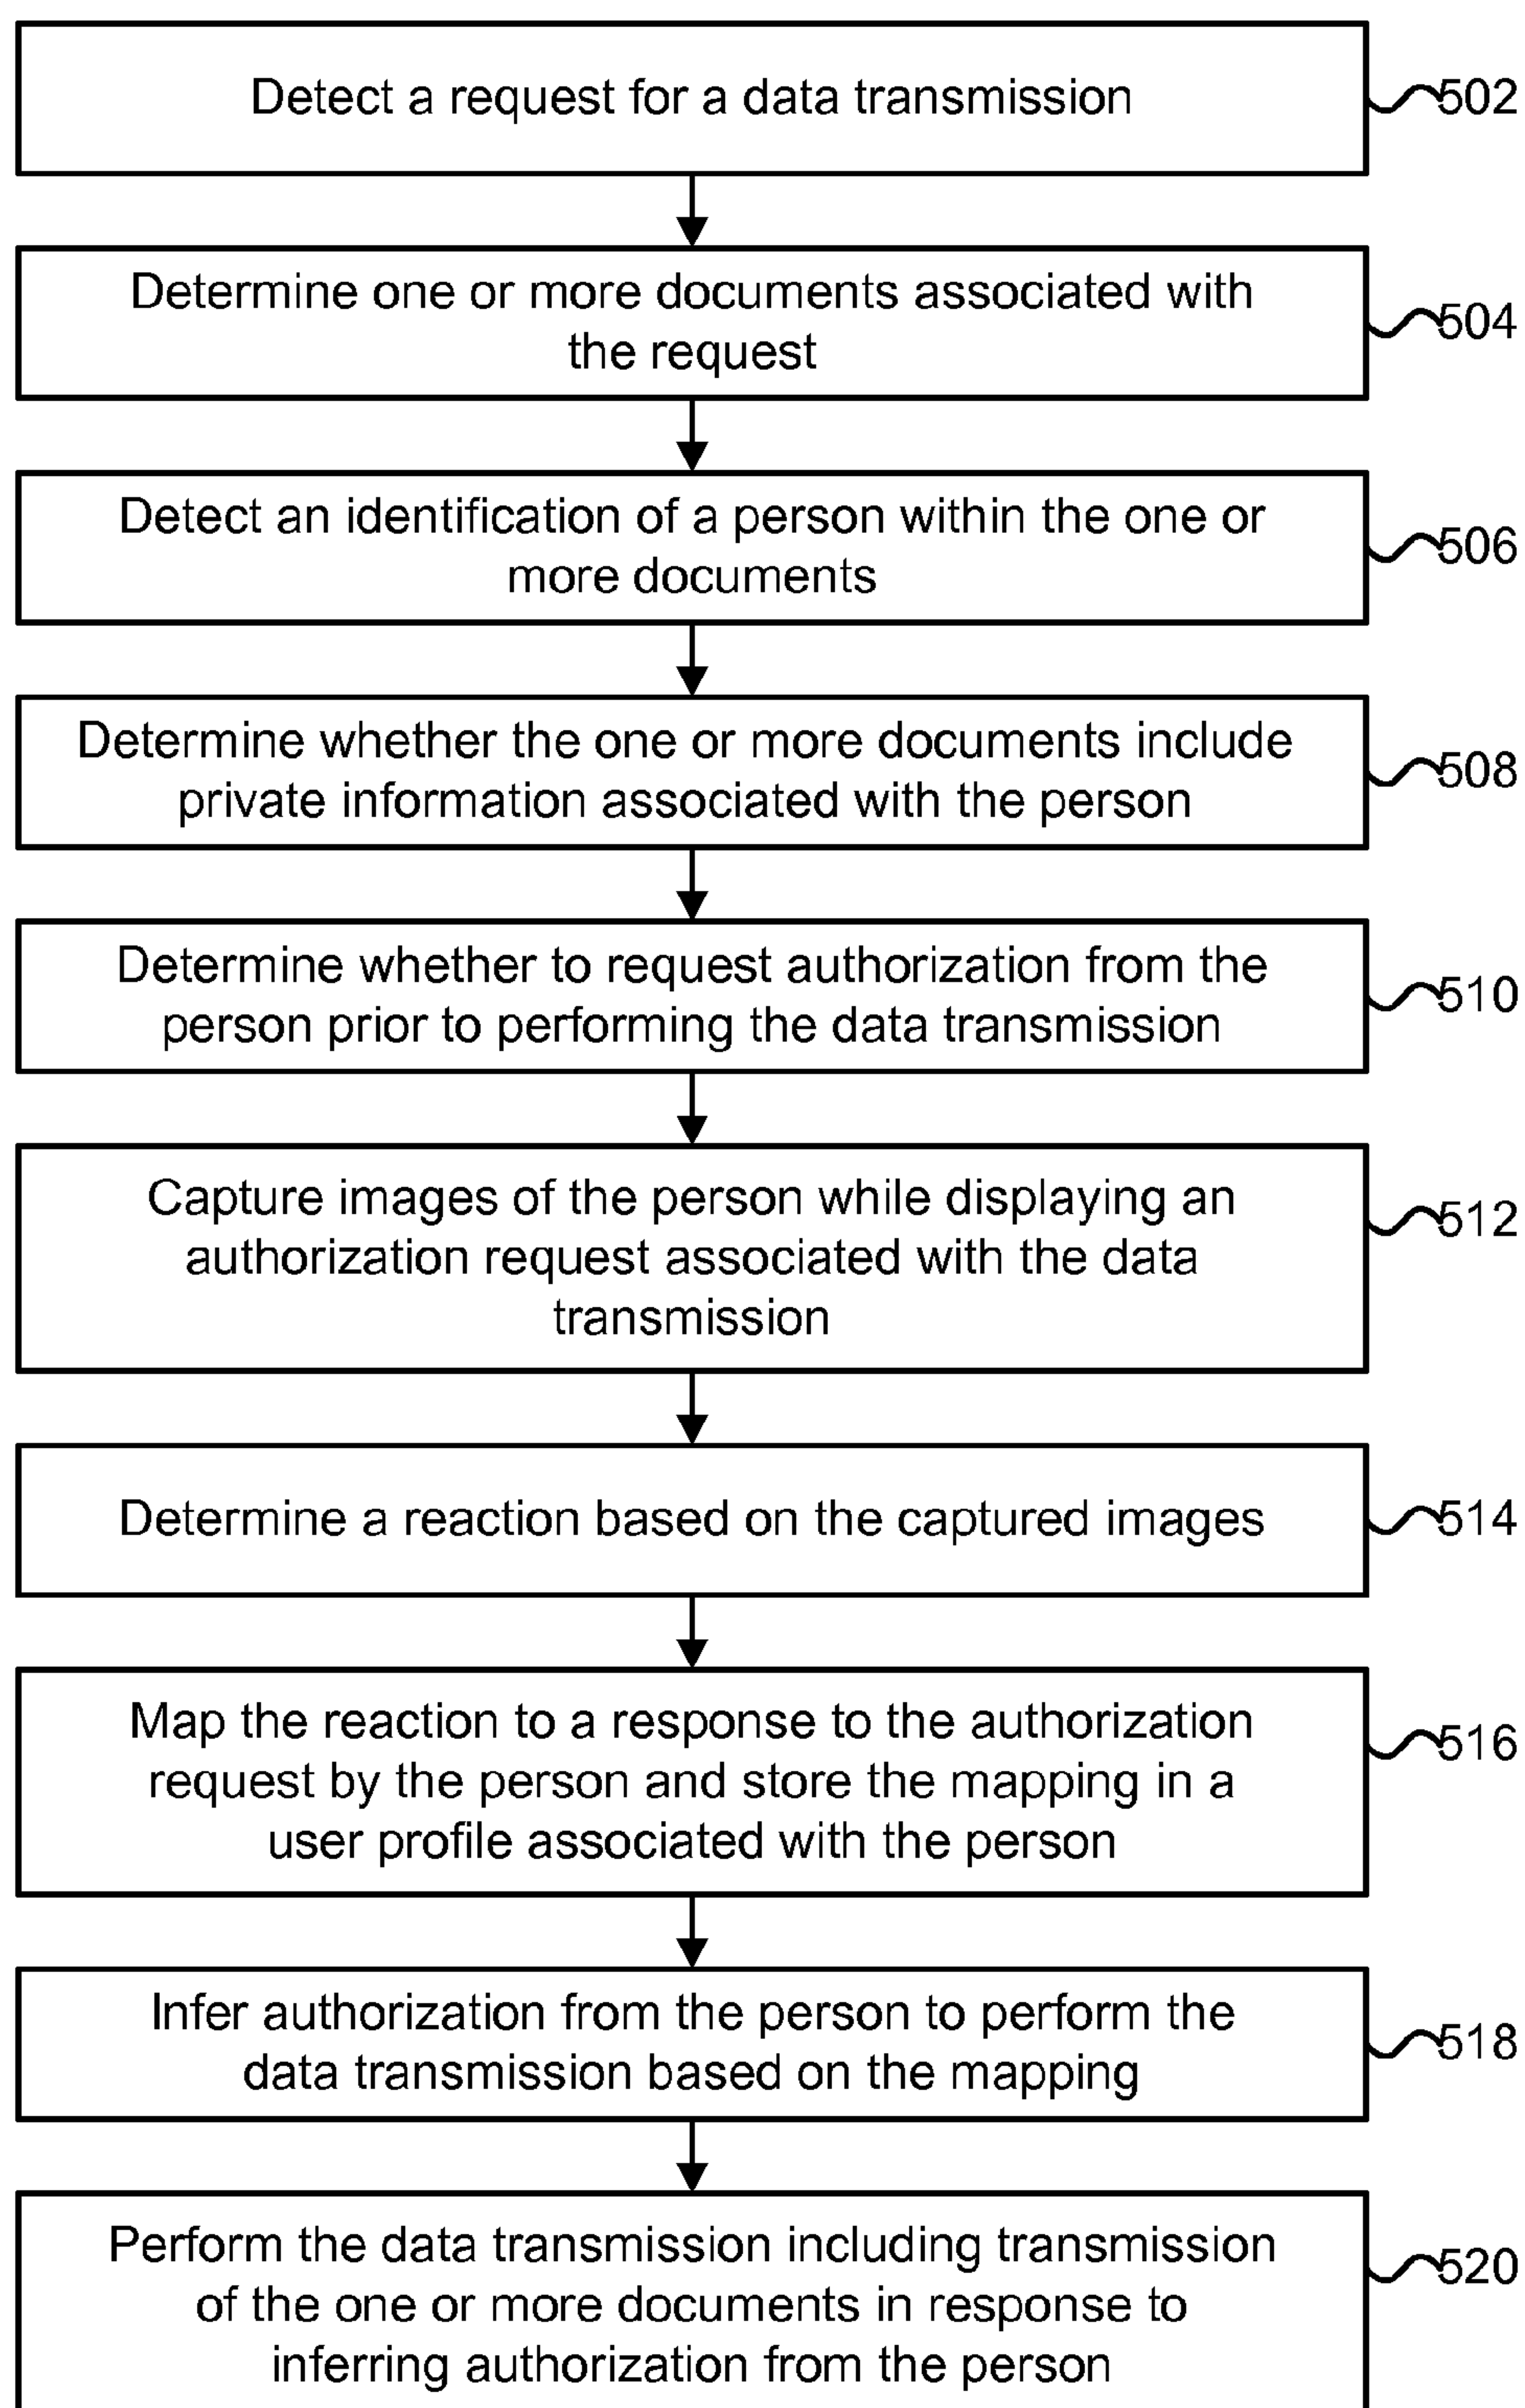 Detect a request for a data transmission
502
Determine one or more documents associated with
the request
504
Detect an identification of a person within the one or
more documents
506
Determine whether the one or more documents include
private information associated with the person
508
Determine whether to request authorization from the
person prior to performing the data transmission
510
Capture images of the person while displaying an
authorization request associated with the data
transmission
512
Determine a reaction based on the captured images
514
Map the reaction to a response to the authorization
request by the person and store the mapping in a
user profile associated with the person
516
Infer authorization from the person to perform the
data transmission based on the mapping
518
Perform the data transmission including transmission
of the one or more documents in response to
inferring authorization from the person
520